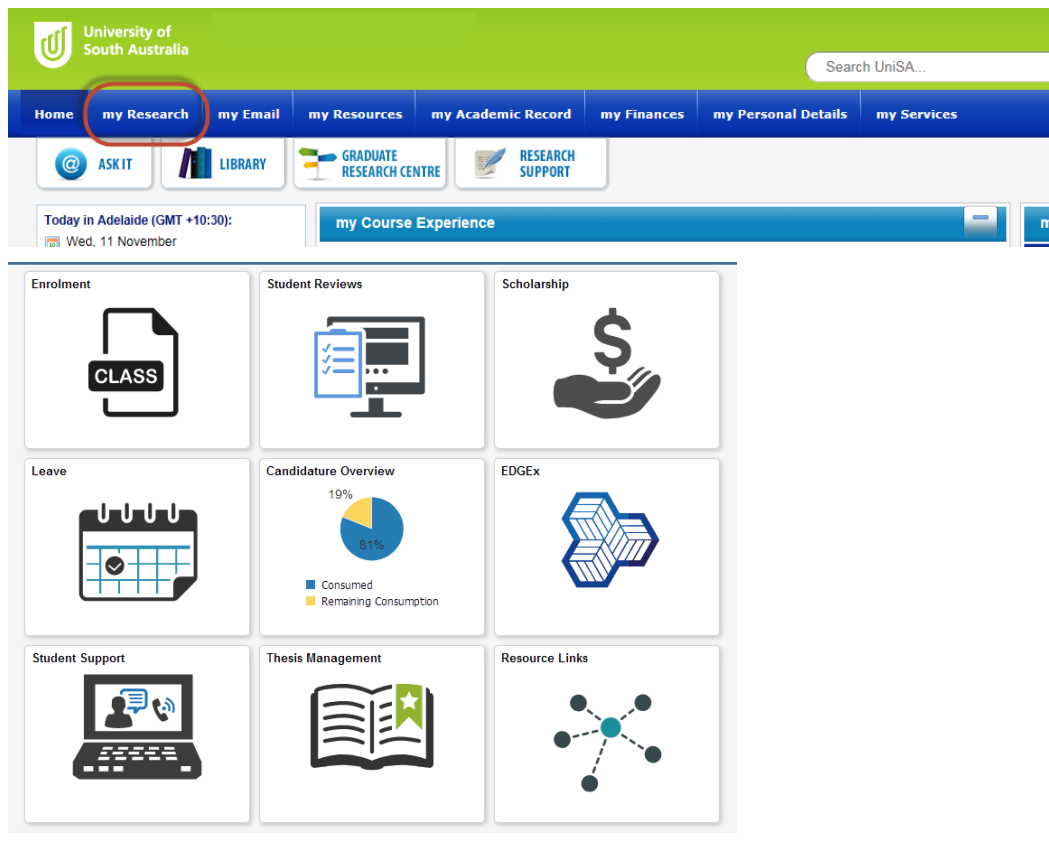 University of
South Australia
Search UniSA...
Home my Research my Email my Resources my Academic Record my Finances my Personal Details my Services
@ ASK IT LIBRARY GRADUATE
RESEARCH CENTRE RESEARCH
SUPPORT
Today in Adelaide (GMT +10:30):
Wed, 11 November
my Course Experience
Enrolment
CLASS
Student Reviews
Scholarship
$
Leave
Candidature Overview
19%
81%
Consumed
Remaining Consumption
EDGEx
Student Support
Thesis Management
Resource Links